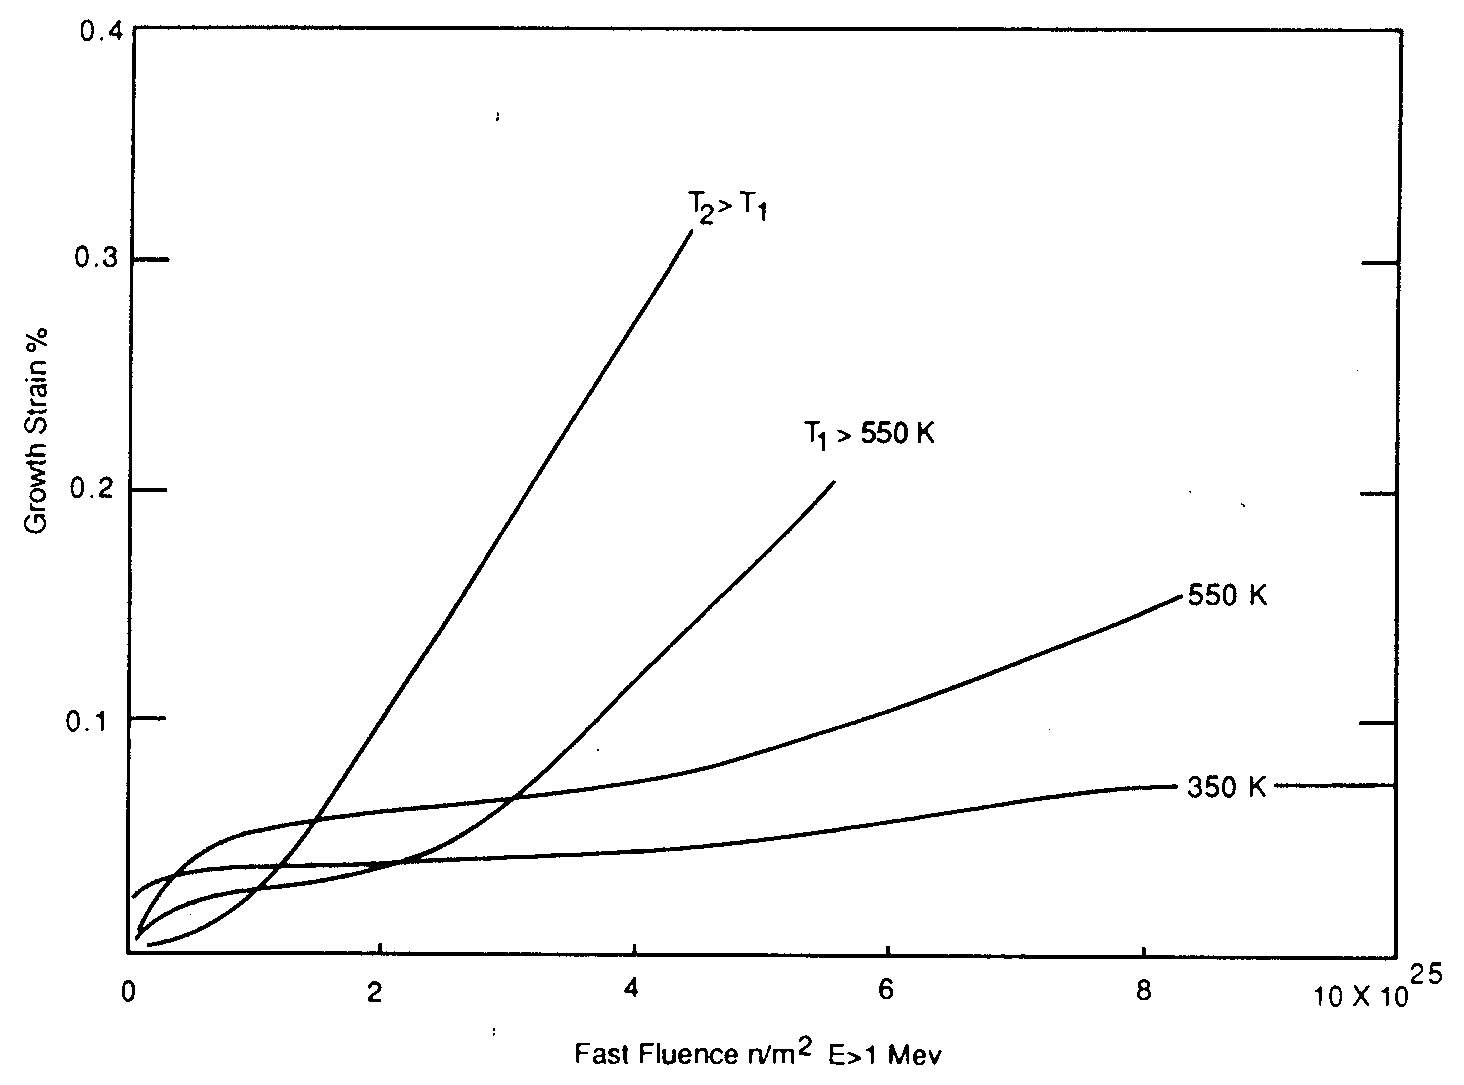 0.4
T2> T1
0.3
T1 > 550 K
Growth Strain %
0.2
550 K
0.1
350 K
0
2
4
6
8
10 X 10 25
Fast Fluence n/m2 E>1 Mev